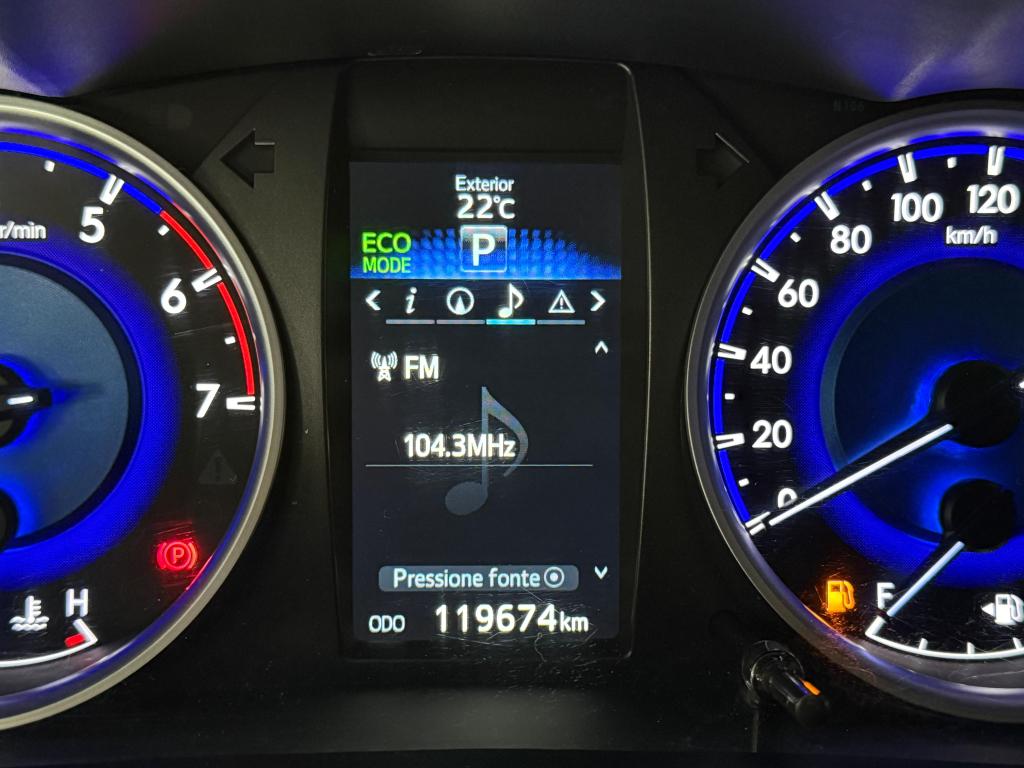 Exterior
22°C
ECO
MODE
P
i
FM
104.3MHz
Pressione fonte
ODO 119674km
r/min
5
6
7
P
H
120
100
km/h
80
60
40
20
0
F